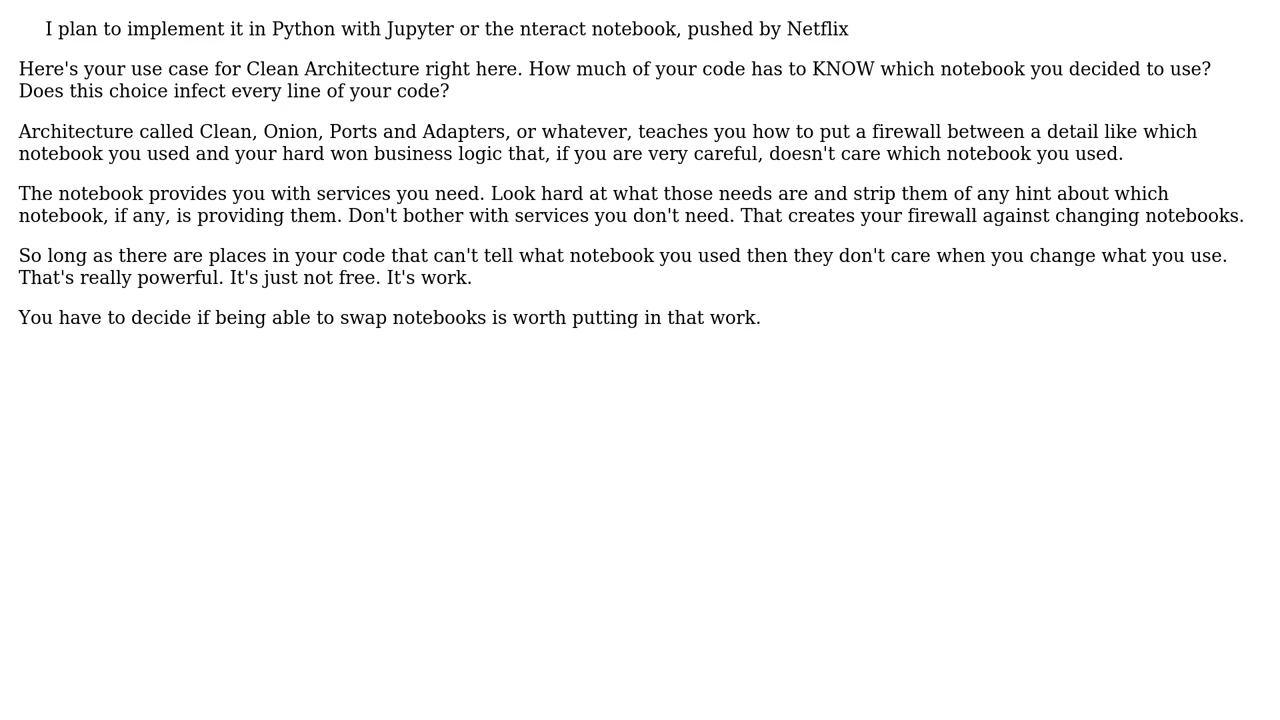 I plan to implement it in Python with Jupyter or the nteract notebook, pushed by Netflix
Here's your use case for Clean Architecture right here. How much of your code has to KNOW which notebook you decided to use?
Does this choice infect every line of your code?
Architecture called Clean, Onion, Ports and Adapters, or whatever, teaches you how to put a firewall between a detail like which
notebook you used and your hard won business logic that, if you are very careful, doesn't care which notebook you used.
The notebook provides you with services you need. Look hard at what those needs are and strip them of any hint about which
notebook, if any, is providing them. Don't bother with services you don't need. That creates your firewall against changing notebooks.
So long as there are places in your code that can't tell what notebook you used then they don't care when you change what you use.
That's really powerful. It's just not free. It's work.
You have to decide if being able to swap notebooks is worth putting in that work.